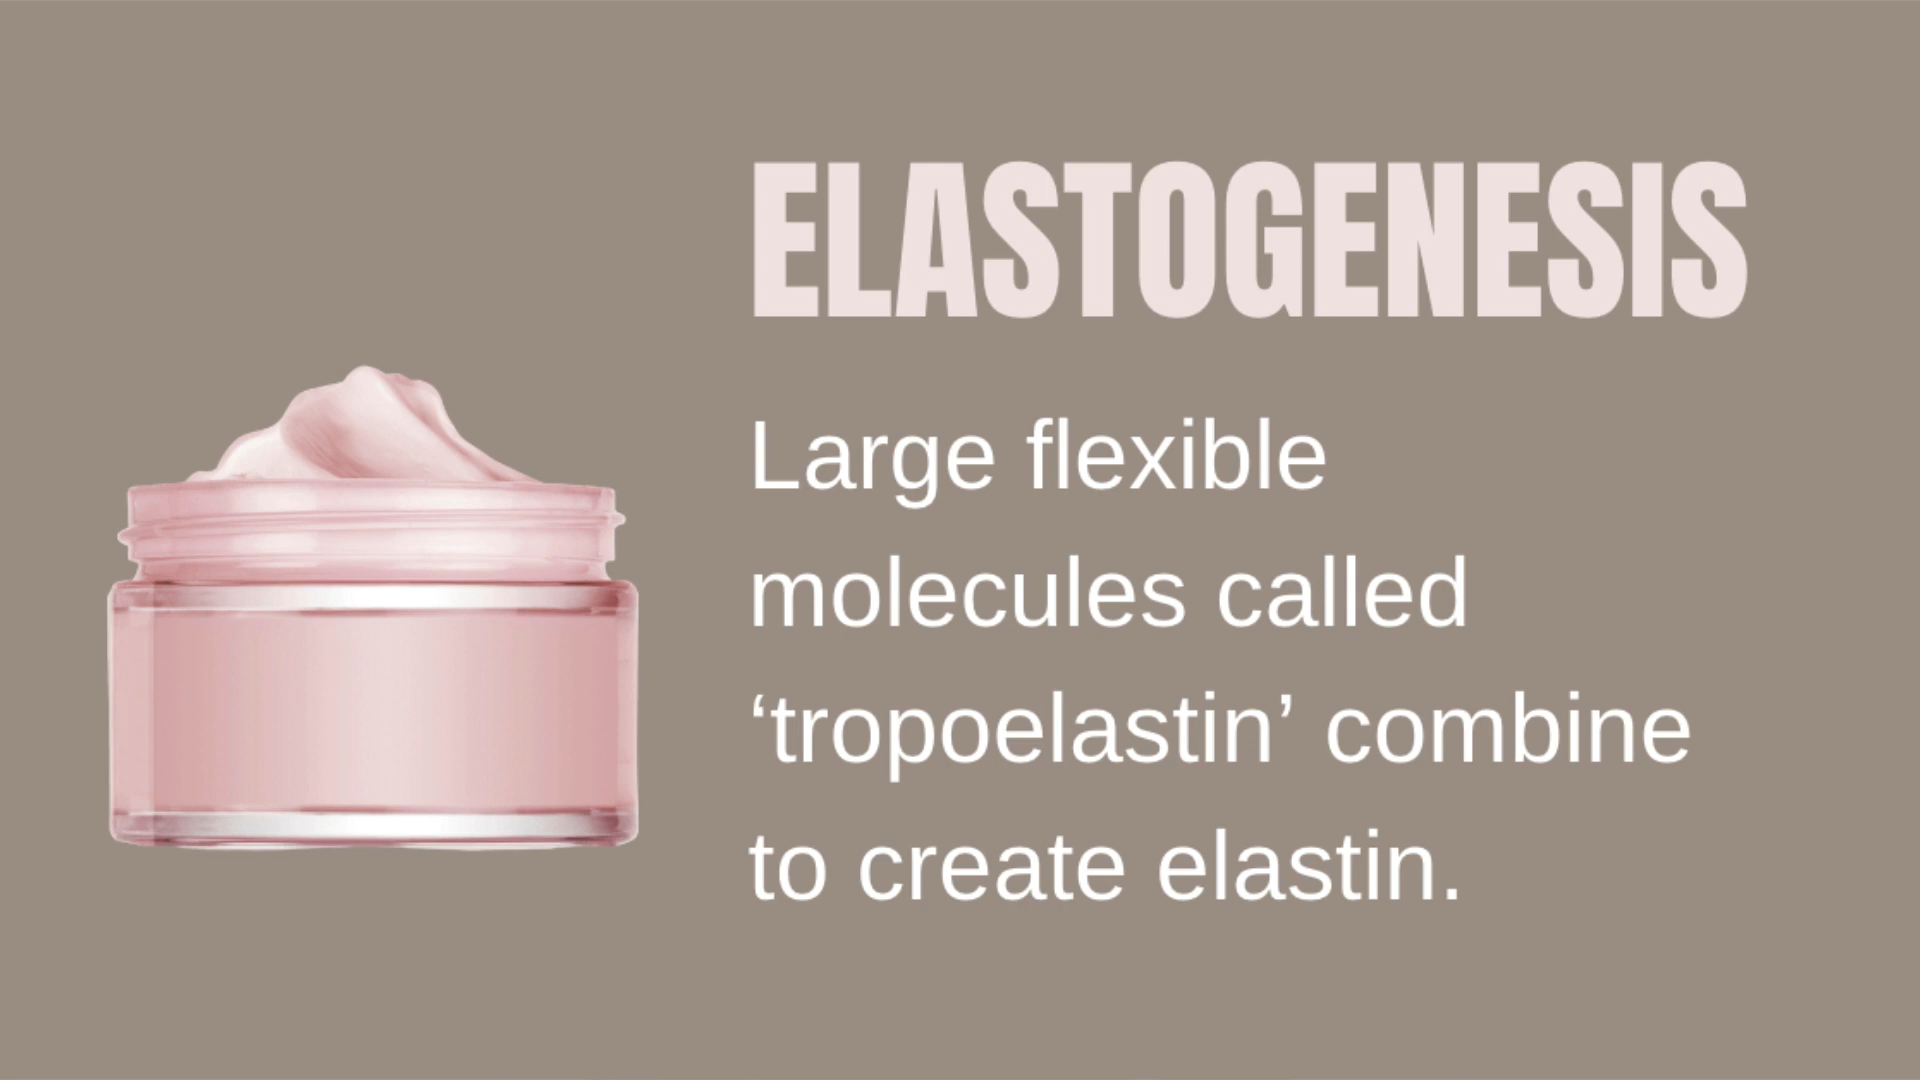 ELASTOGENESIS
Large flexible
molecules called
‘tropoelastin’ combine
to create elastin.